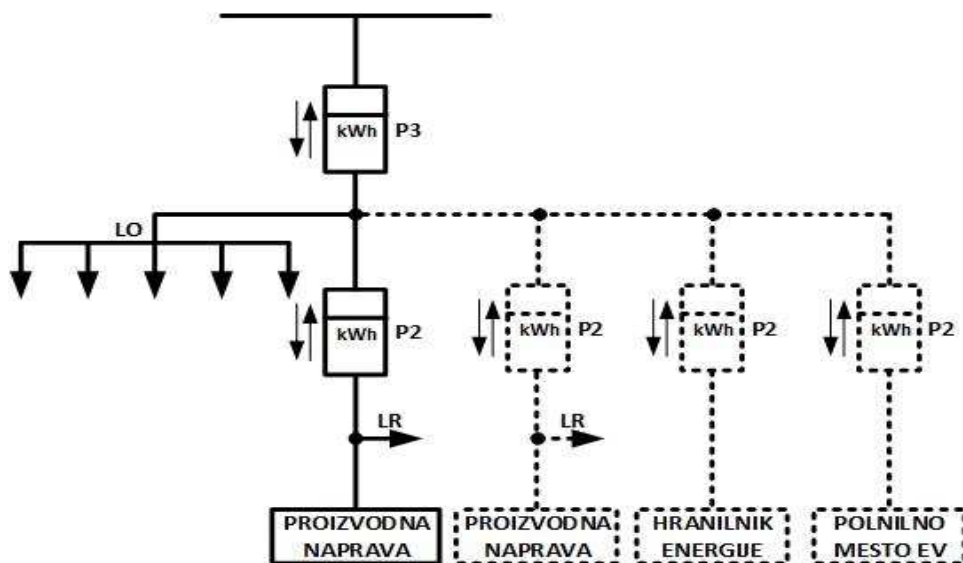 kWh P3
LO
kWh P2
kWh P2
kWh P2
kWh P2
LR
LR
PROIZVODNA
NAPRAVA
PROIZVODNA
NAPRAVA
HRANILNIK
ENERGIJE
POLNILNO
MESTO EV